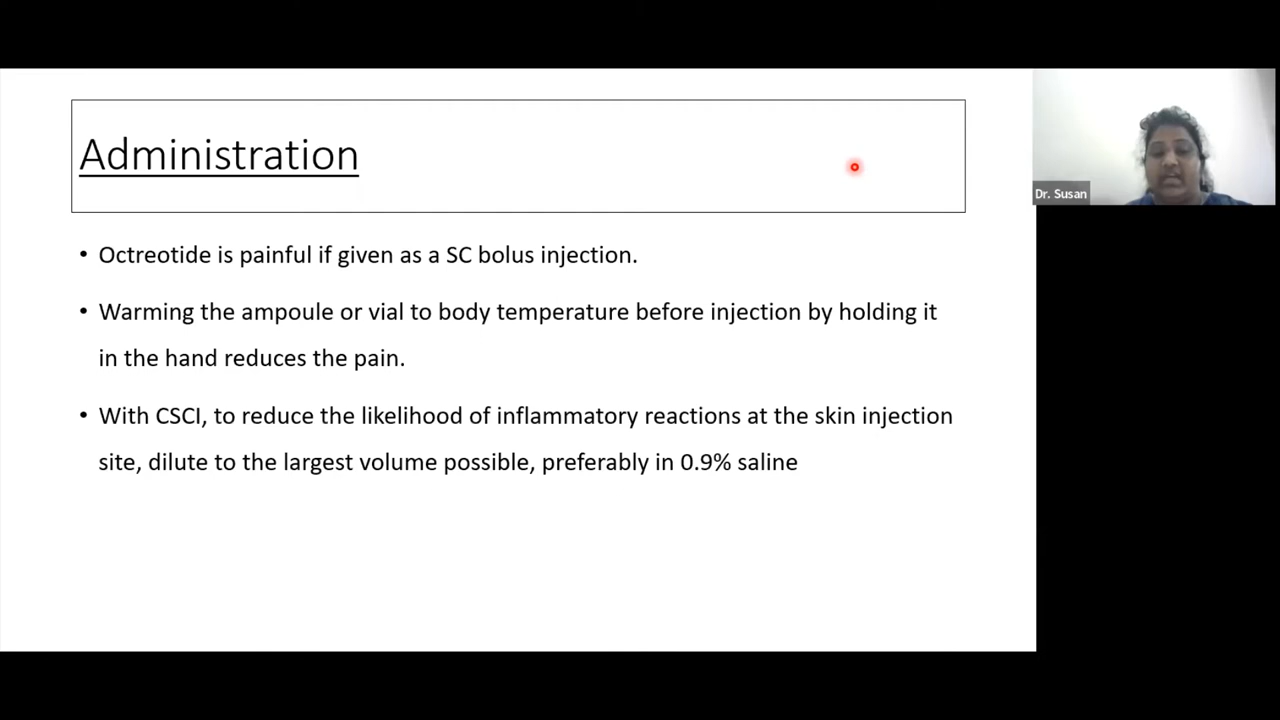 Administration
Dr. Susan
• Octreotide is painful if given as a SC bolus injection.
• Warming the ampoule or vial to body temperature before injection by holding it
in the hand reduces the pain.
• With CSCI, to reduce the likelihood of inflammatory reactions at the skin injection
site, dilute to the largest volume possible, preferably in 0.9% saline